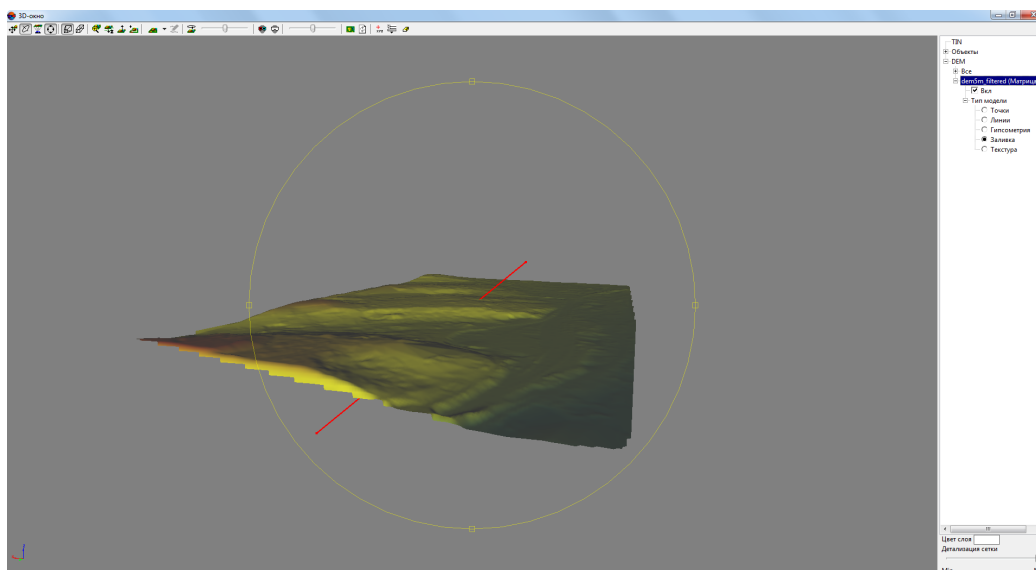 3D-окно
TIN
Объекты
DEM
Все
dem5m_filtered (Матрица
Вкл
Тип модели
Точки
Линии
Гипсометрия
Заливка
Текстура
Цвет слоя
Детализация сетки